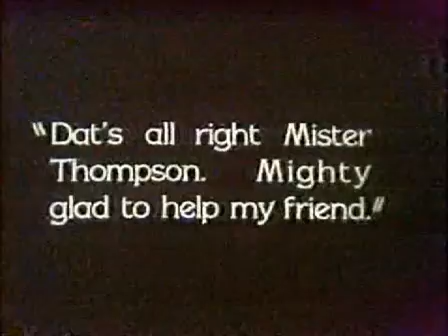 "Dat's all right Mister
Thompson. Mighty
glad to help my friend."